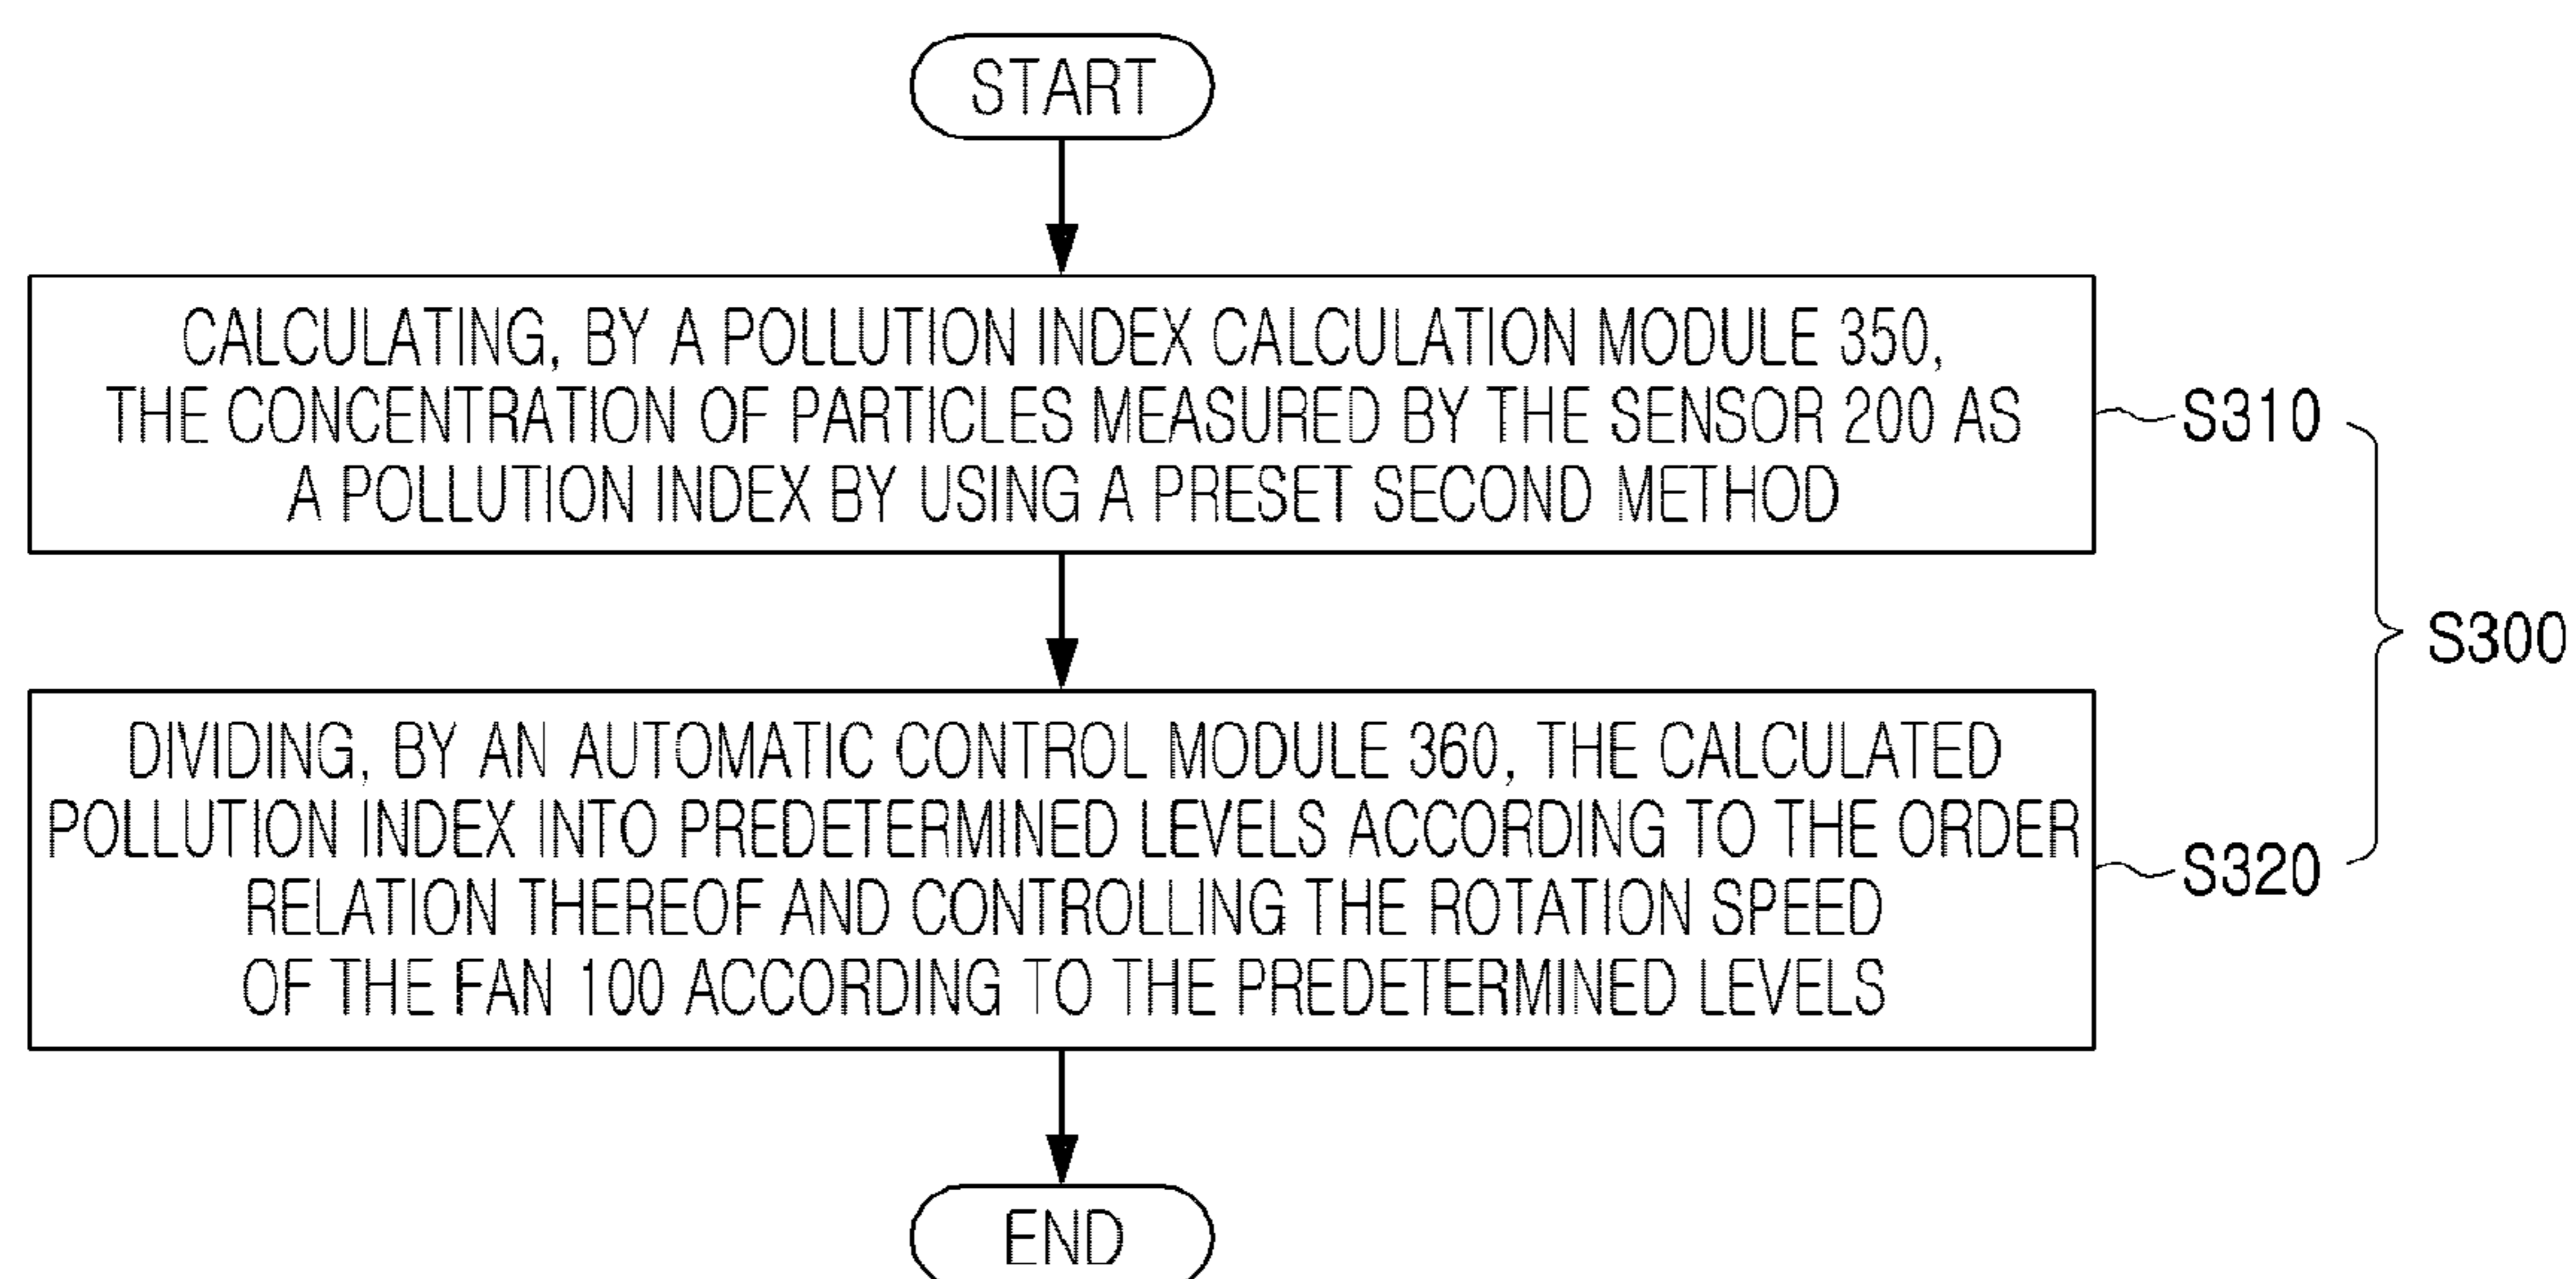 START
CALCULATING, BY A POLLUTION INDEX CALCULATION MODULE 350,
THE CONCENTRATION OF PARTICLES MEASURED BY THE SENSOR 200 AS
A POLLUTION INDEX BY USING A PRESET SECOND METHOD
S310
S300
DIVIDING, BY AN AUTOMATIC CONTROL MODULE 360, THE CALCULATED
POLLUTION INDEX INTO PREDETERMINED LEVELS ACCORDING TO THE ORDER
RELATION THEREOF AND CONTROLLING THE ROTATION SPEED
OF THE FAN 100 ACCORDING TO THE PREDETERMINED LEVELS
S320
END